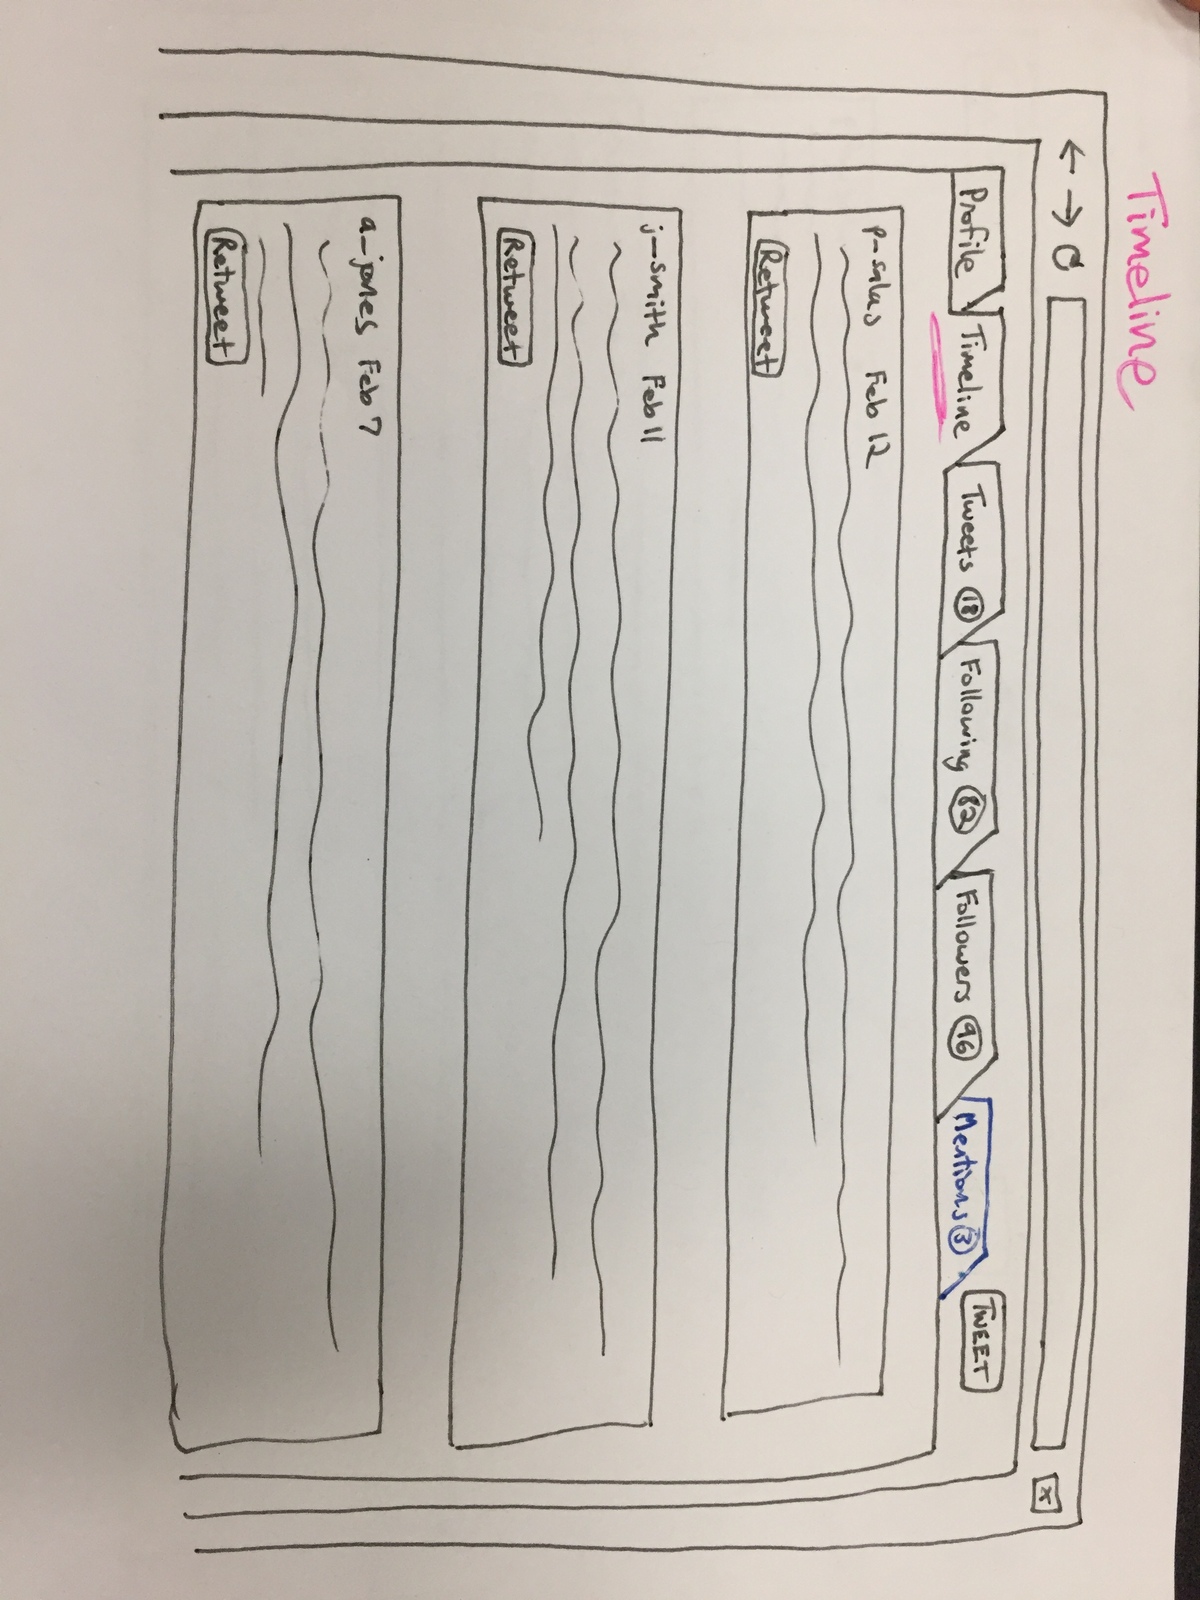 Timeline
← → x
Profile Timeline Tweets 18 Following 82 Followers 96 Mentions 3 TWEET
Feb 12
Retweet
j-smith Feb 11
Retweet
a-jones Feb 7
Retweet